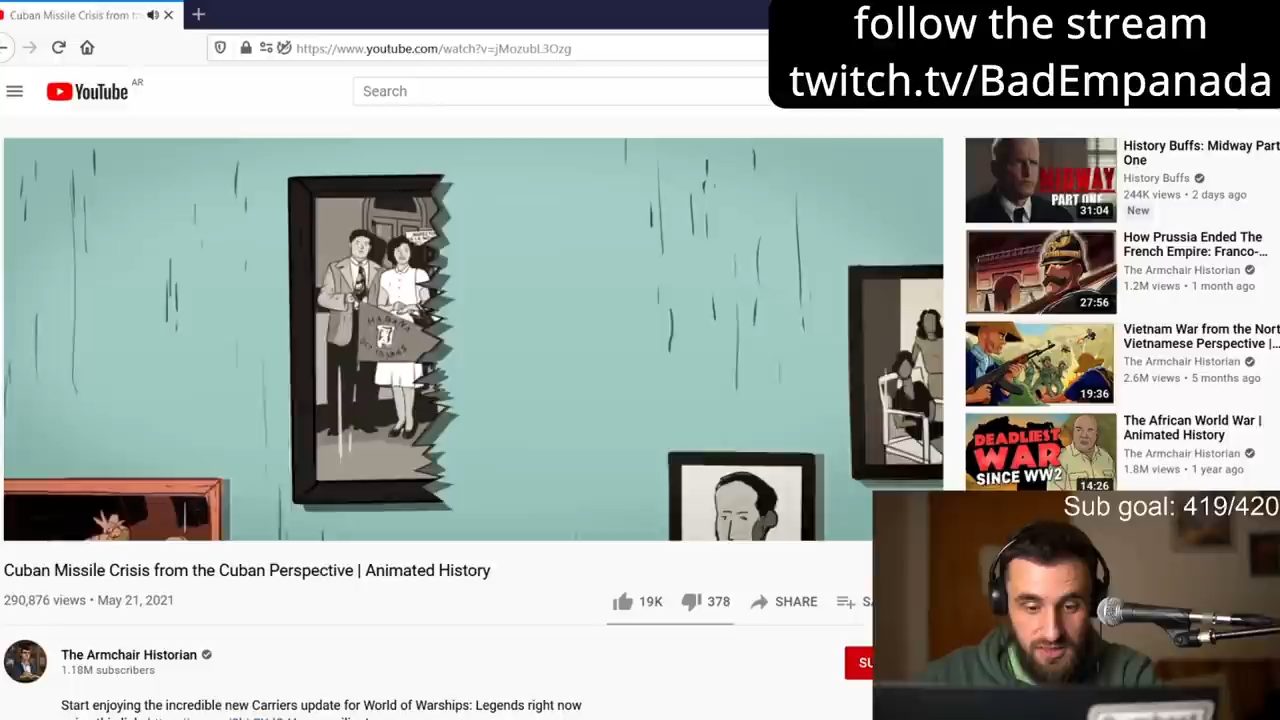 Cuban Missile Crisis from t
follow the stream
twitch.tv/BadEmpanada
https://www.youtube.com/watch?v=jMozubL3Ozg
YouTube AR
Search
HABANA
History Buffs: Midway Part
One
History Buffs
244K views • 2 days ago
New
MIDWAY
PART ONE
31:04
How Prussia Ended The
French Empire: Franco-...
The Armchair Historian
1.2M views • 1 month ago
27:56
Vietnam War from the Nort
Vietnamese Perspective |...
The Armchair Historian
2.6M views • 5 months ago
19:36
The African World War |
Animated History
The Armchair Historian
1.8M views • 1 year ago
DEADLIEST
WAR
SINCE WW2
14:26
Sub goal: 419/420
Cuban Missile Crisis from the Cuban Perspective | Animated History
290,876 views • May 21, 2021
19K
378
SHARE
SA
The Armchair Historian
1.18M subscribers
SU
Start enjoying the incredible new Carriers update for World of Warships: Legends right now